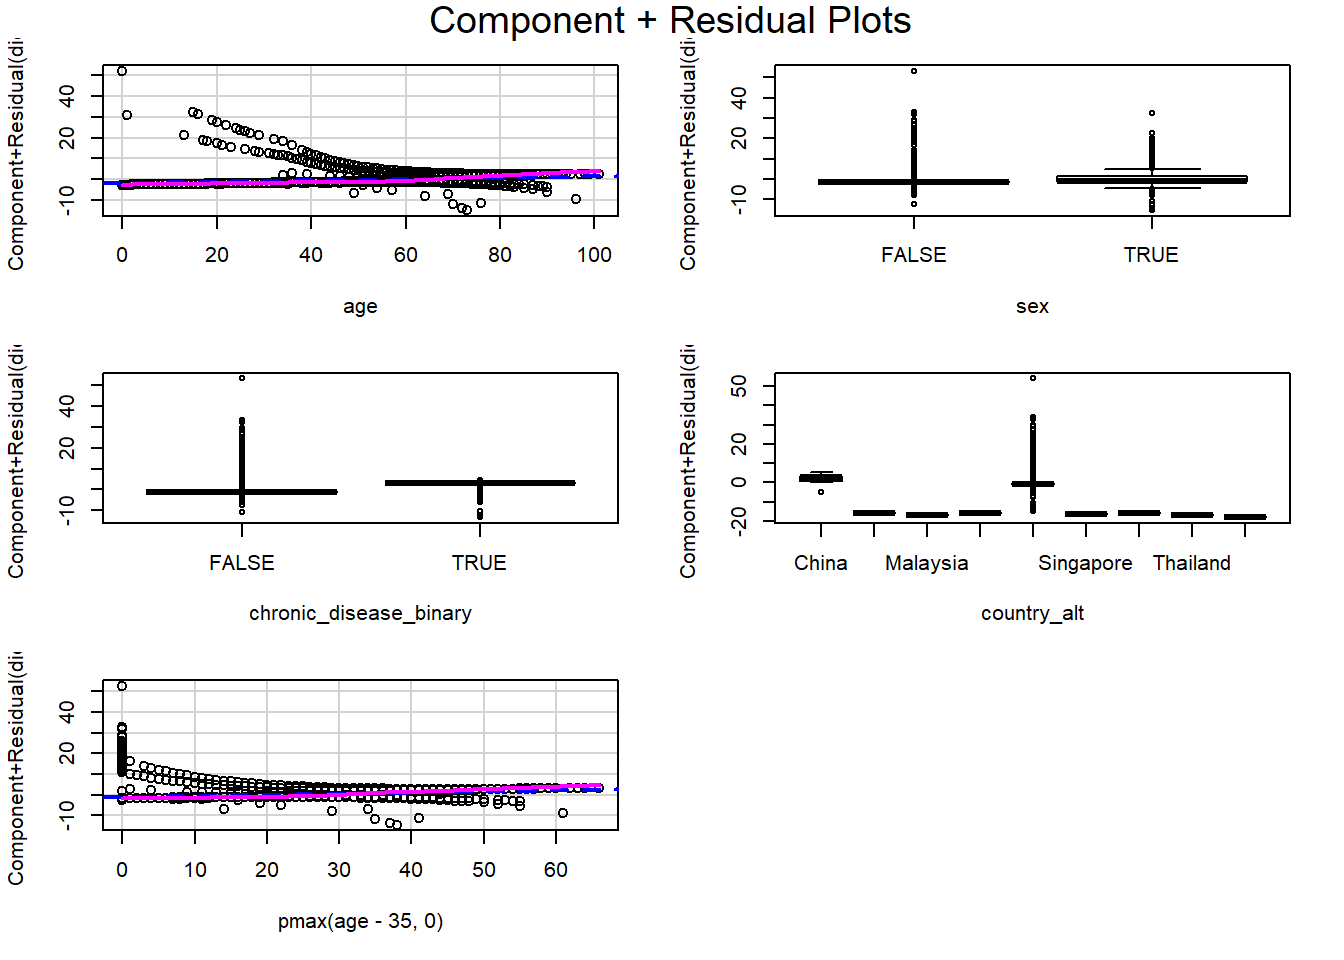 Component + Residual Plots
Component+Residual(di
-10 20 40
0 20 40 60 80 100
age
Component+Residual(di
-10 20 40
FALSE TRUE
sex
Component+Residual(di
-10 20 40
FALSE TRUE
chronic_disease_binary
Component+Residual(di
-20 0 20 50
China Malaysia Singapore Thailand
country_alt
Component+Residual(di
-10 20 40
0 10 20 30 40 50 60
pmax(age - 35, 0)